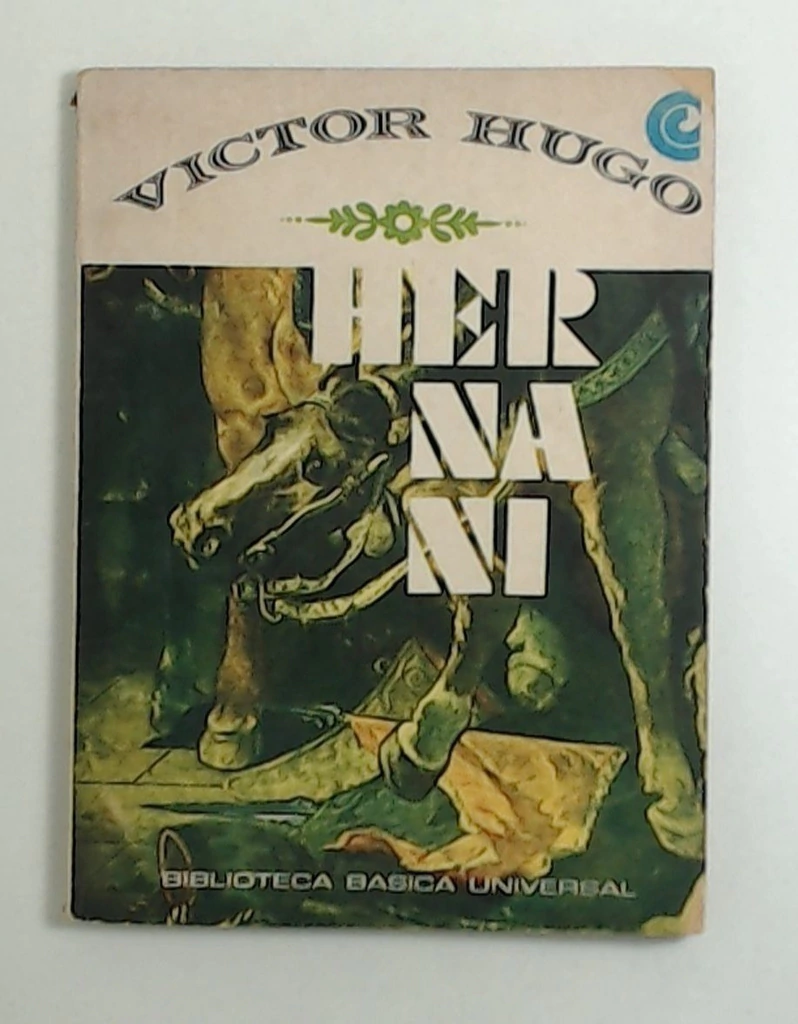 VICTOR HUGO
HER
NA
NI
BIBLIOTECA BASICA UNIVERSAL